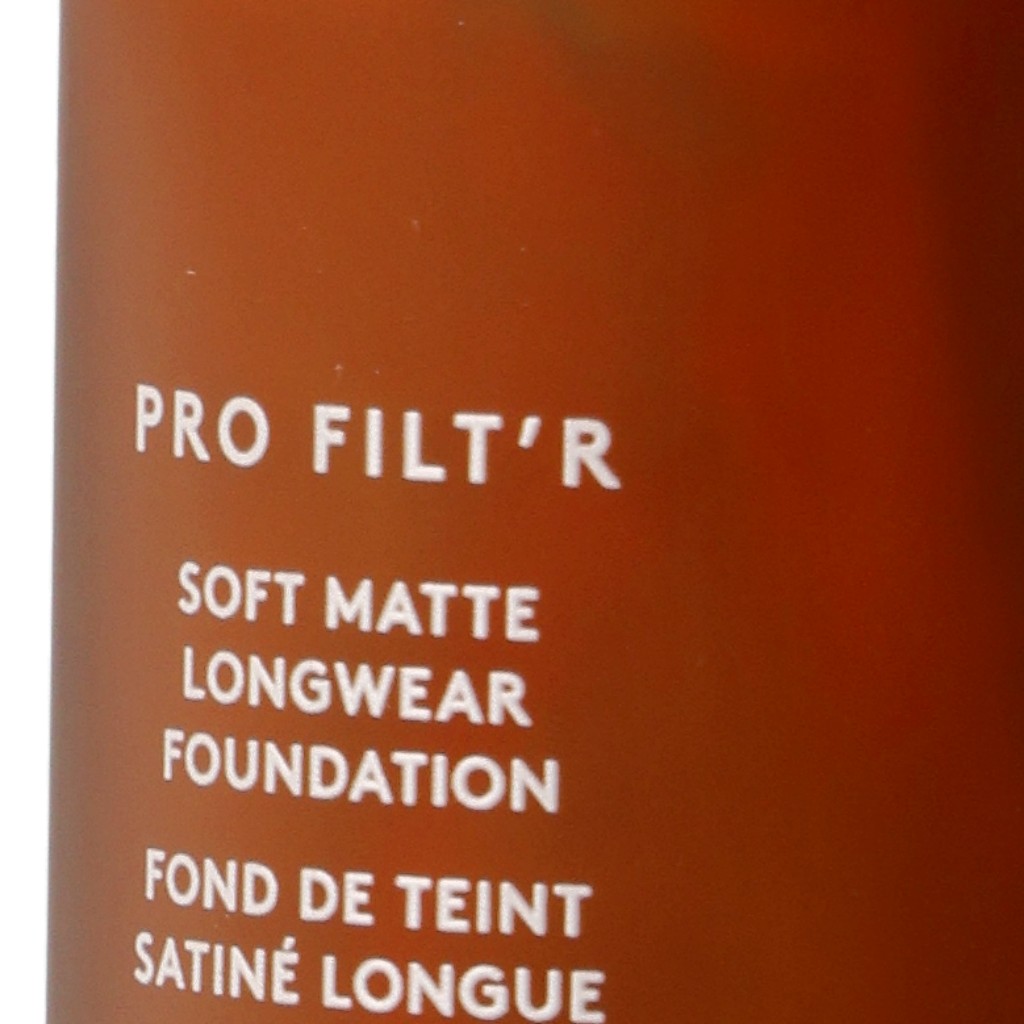 PRO FILT'R
SOFT MATTE
LONGWEAR
FOUNDATION
FOND DE TEINT
SATINÉ LONGUE